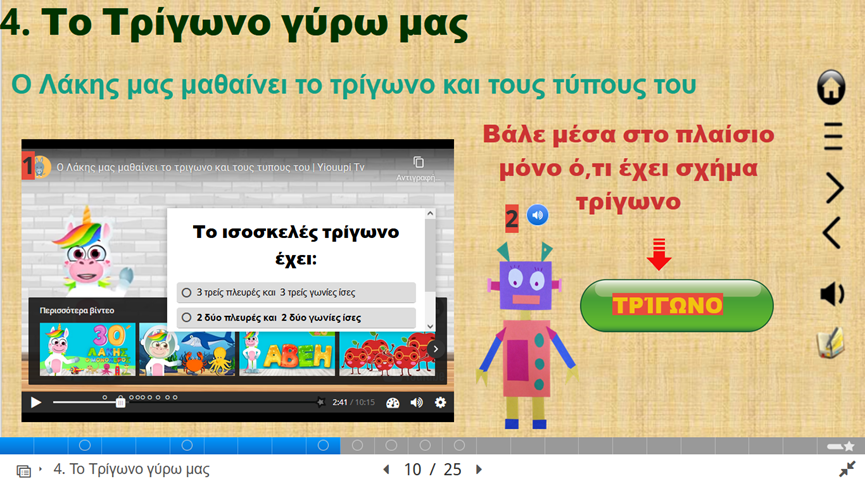 4. Το Τρίγωνο γύρω μας
Ο Λάκης μας μαθαίνει το τρίγωνο και τους τύπους του
1
Ο Λάκης μας μαθαίνει το τριγωνο και τους τυπους του | Yiouupi Tv
Αντιγραφή...
Το ισοσκελές τρίγωνο
έχει:
3 τρείς πλευρές και 3 τρείς γωνίες ίσες
2 δύο πλευρές και 2 δύο γωνίες ίσες
Περισσότερα βίντεο
30
ΛΑΚΗΣ
ΑΒΕΗ
2:41 / 10:15
Βάλε μέσα στο πλαίσιο
μόνο ό,τι έχει σχήμα
τρίγωνο
2
ΤΡΊΓΩΝΟ
4. Το Τρίγωνο γύρω μας
10 / 25